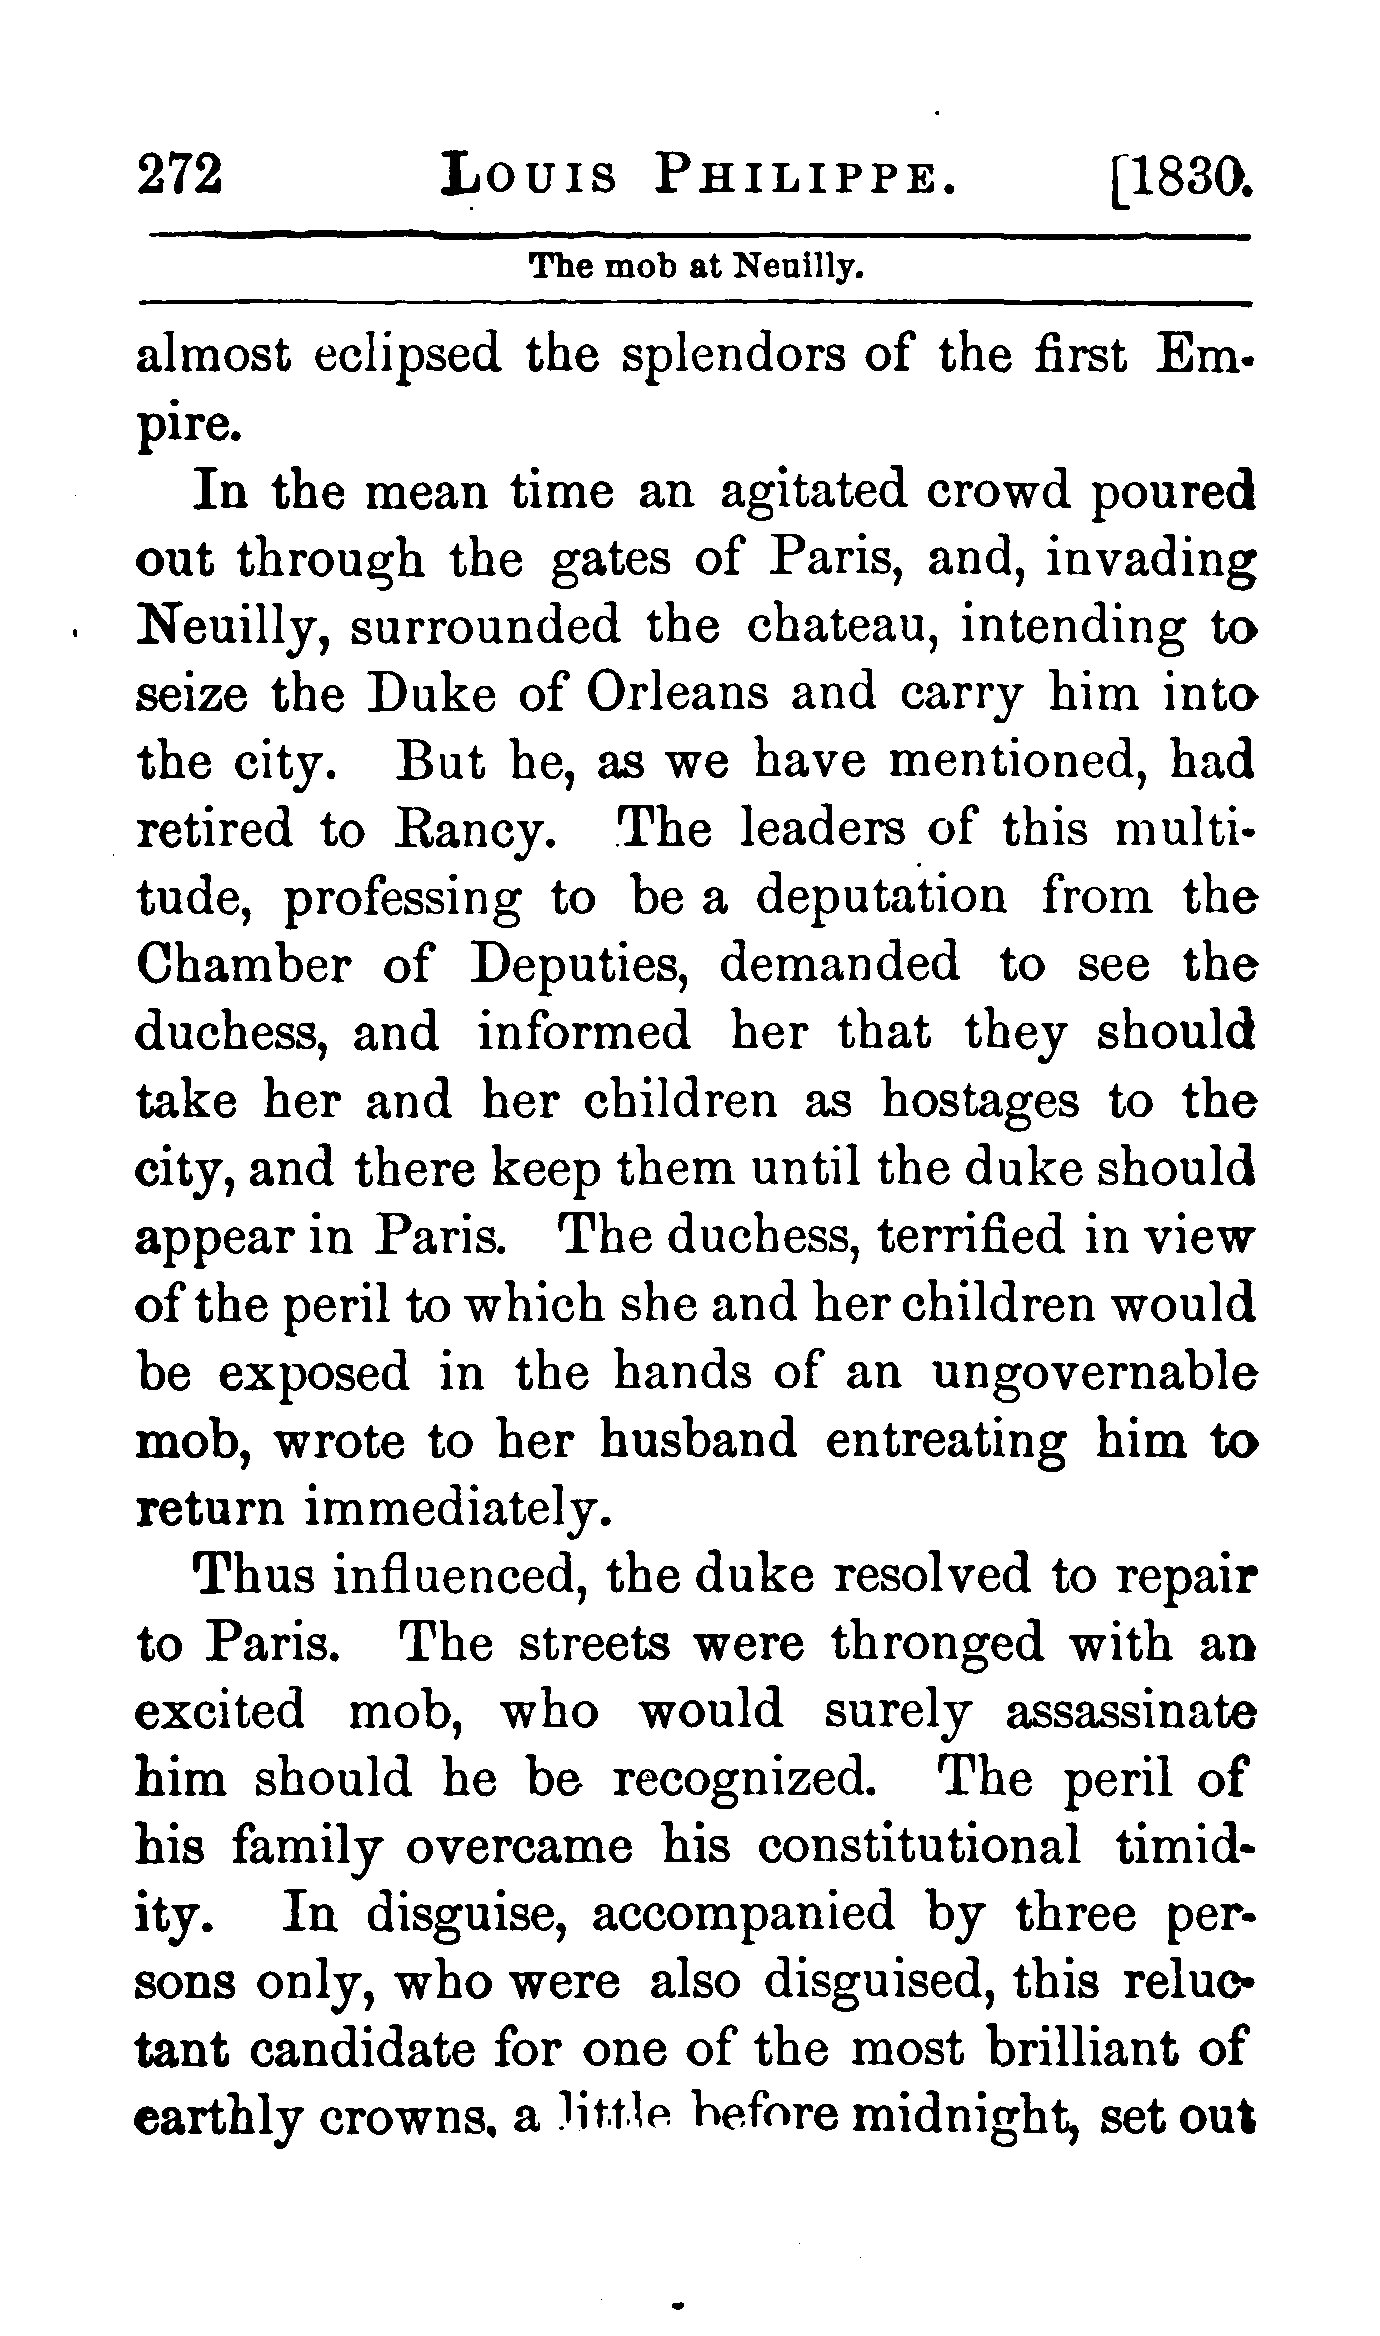 272 LOUIS PHILIPPE. [1830.
The mob at Neuilly.
almost eclipsed the splendors of the first Em-
pire.
In the mean time an agitated crowd poured
out through the gates of Paris, and, invading
Neuilly, surrounded the chateau, intending to
seize the Duke of Orleans and carry him into
the city. But he, as we have mentioned, had
retired to Rancy. The leaders of this multi-
tude, professing to be a deputation from the
Chamber of Deputies, demanded to see the
duchess, and informed her that they should
take her and her children as hostages to the
city, and there keep them until the duke should
appear in Paris. The duchess, terrified in view
of the peril to which she and her children would
be exposed in the hands of an ungovernable
mob, wrote to her husband entreating him to
return immediately.
Thus influenced, the duke resolved to repair
to Paris. The streets were thronged with an
excited mob, who would surely assassinate
him should he be recognized. The peril of
his family overcame his constitutional timid-
ity. In disguise, accompanied by three per-
sons only, who were also disguised, this reluc-
tant candidate for one of the most brilliant of
earthly crowns, a little before midnight, set out